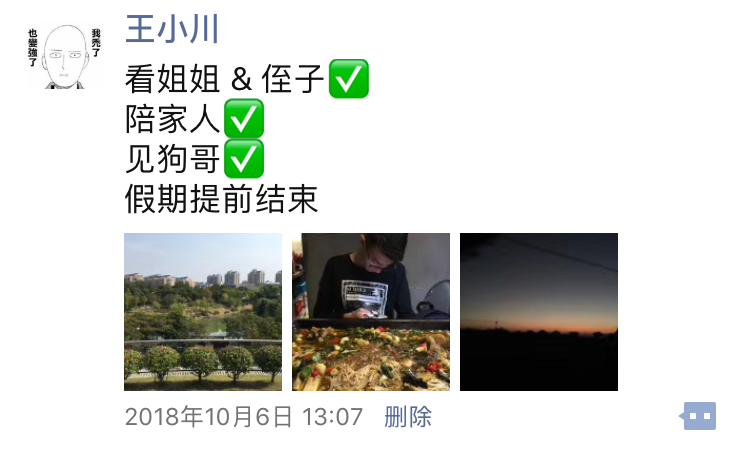 我禿了
也變強了
王小川
看姐姐 & 侄子✅
陪家人✅
见狗哥✅
假期提前结束
2018年10月6日 13:07 删除